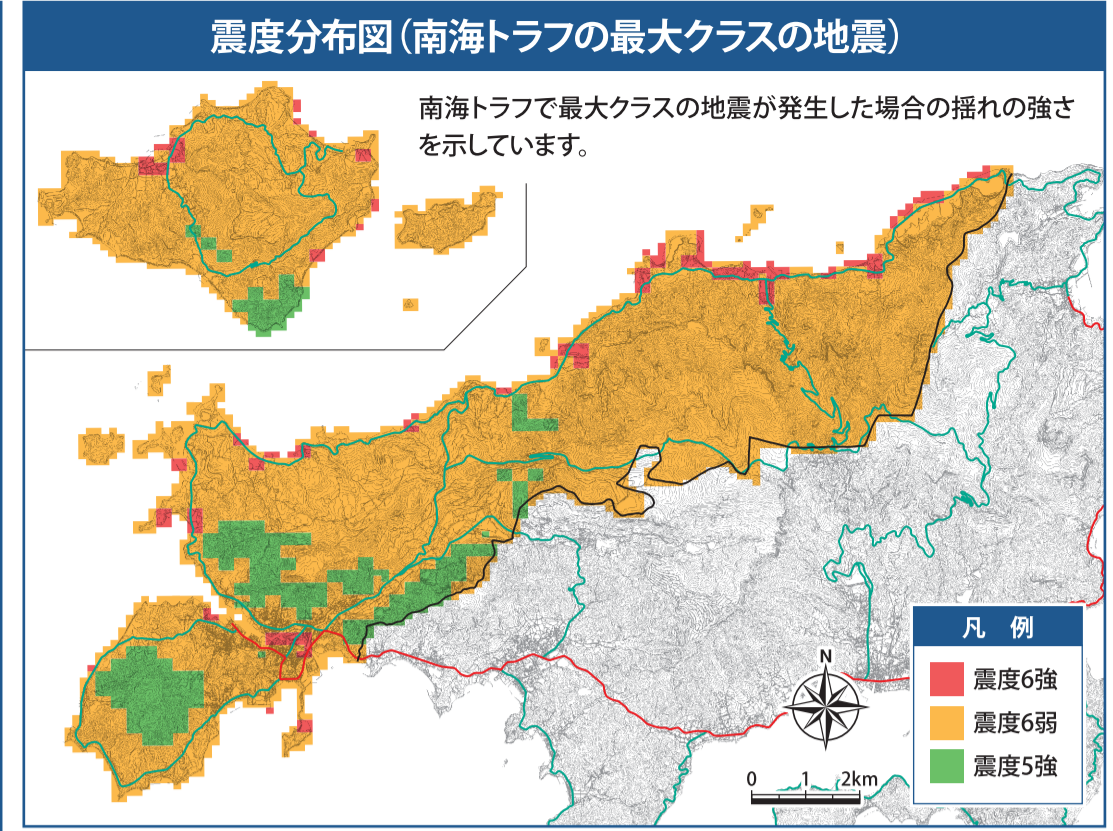 震度分布図(南海トラフの最大クラスの地震)
南海トラフで最大クラスの地震が発生した場合の揺れの強さ
を示しています。
凡 例
震度6強
震度6弱
震度5強
N
0 1 2km